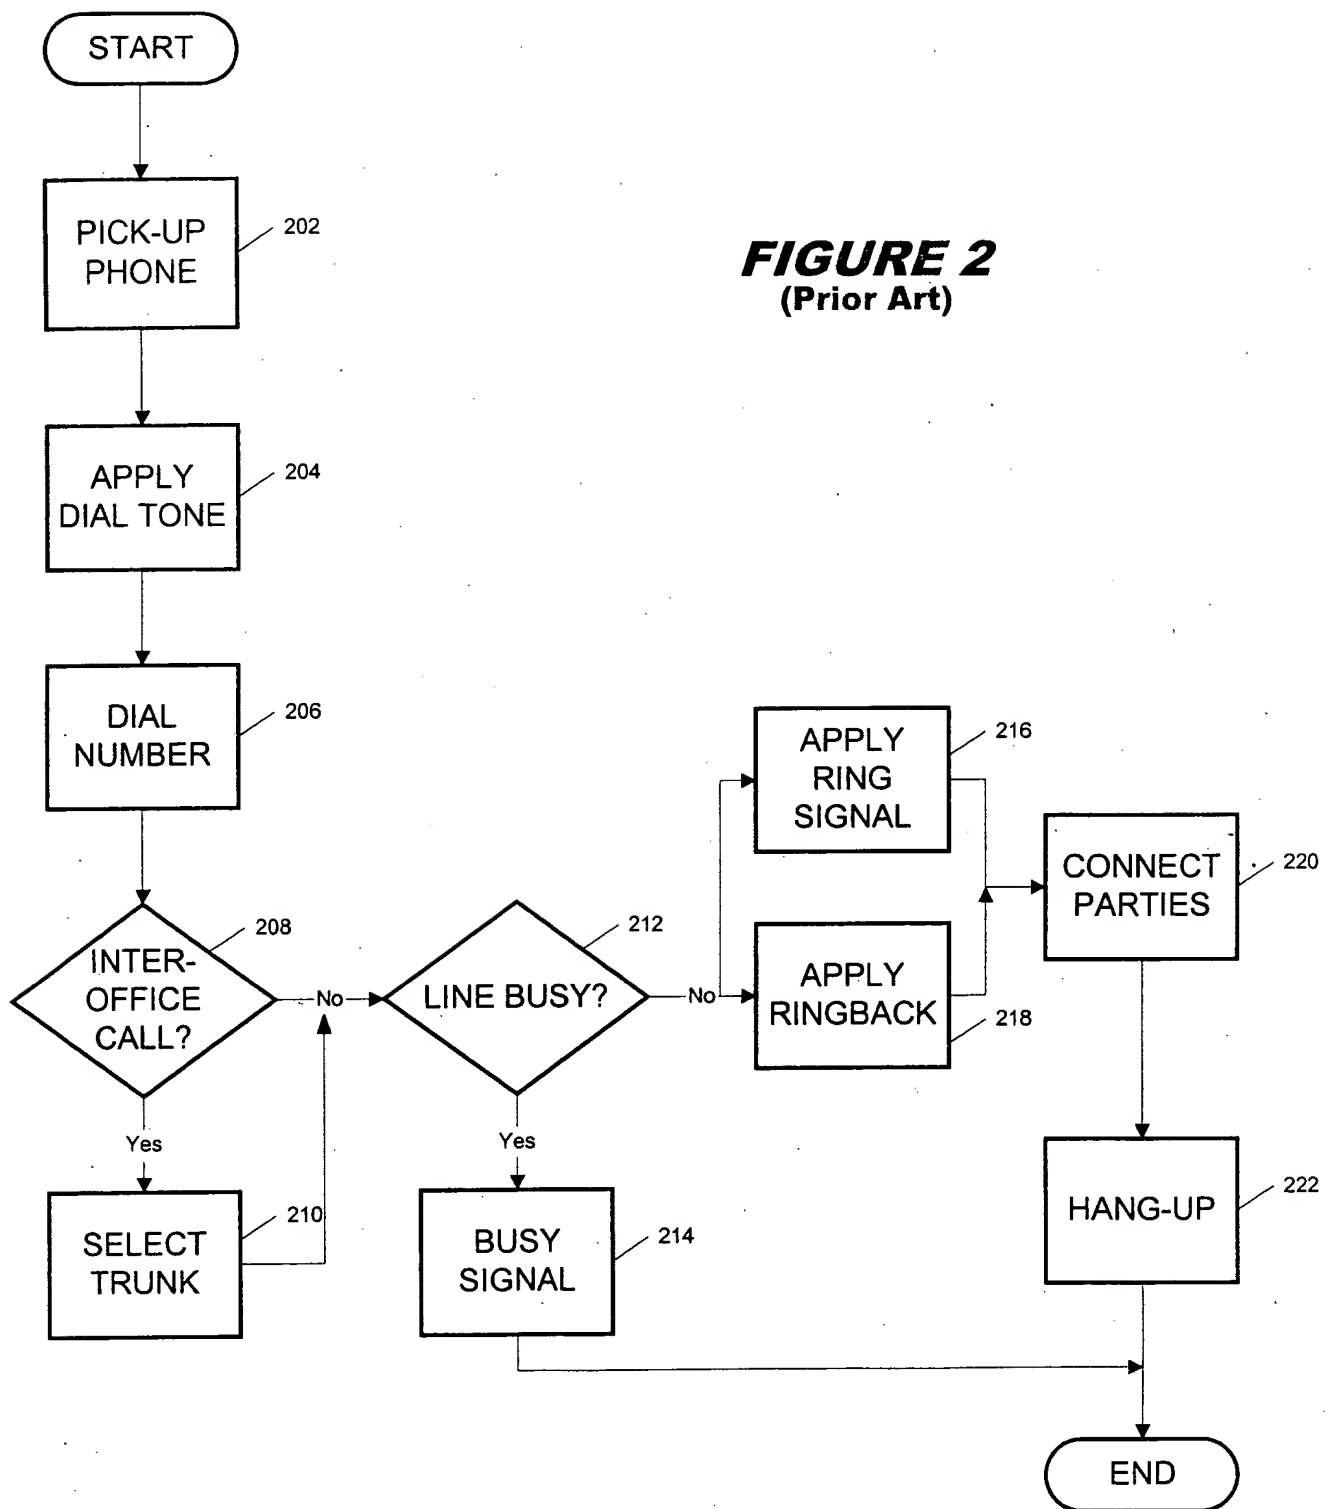 START
PICK-UP
PHONE
202
FIGURE 2
(Prior Art)
APPLY
DIAL TONE
204
DIAL
NUMBER
206
APPLY
RING
SIGNAL
216
CONNECT
PARTIES
220
INTER-
OFFICE
CALL?
208
No
LINE BUSY?
212
No
APPLY
RINGBACK
218
Yes
Yes
SELECT
TRUNK
210
BUSY
SIGNAL
214
HANG-UP
222
END